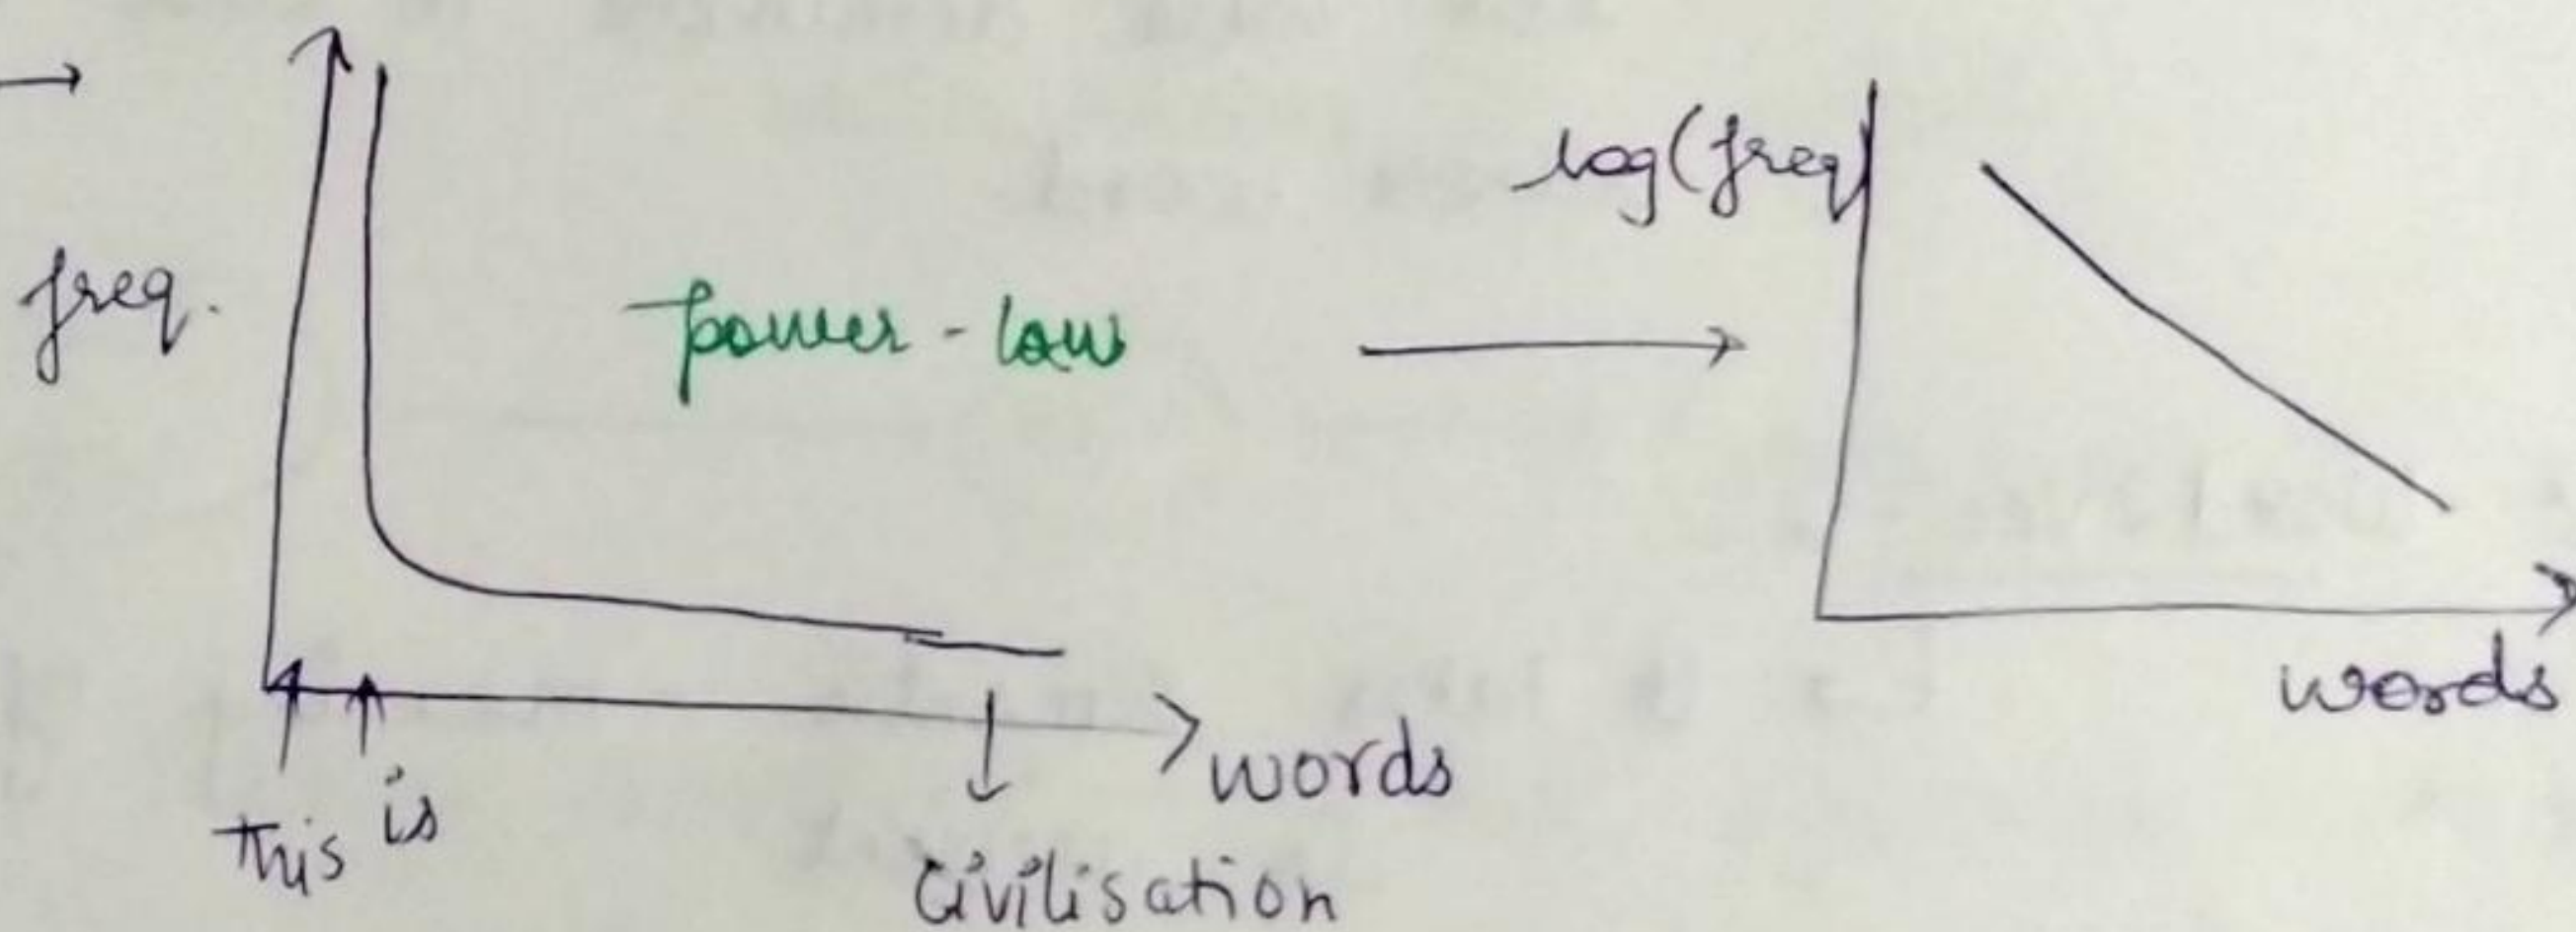 freq.
power-law
This is
civilisation
words
log(freq)
words